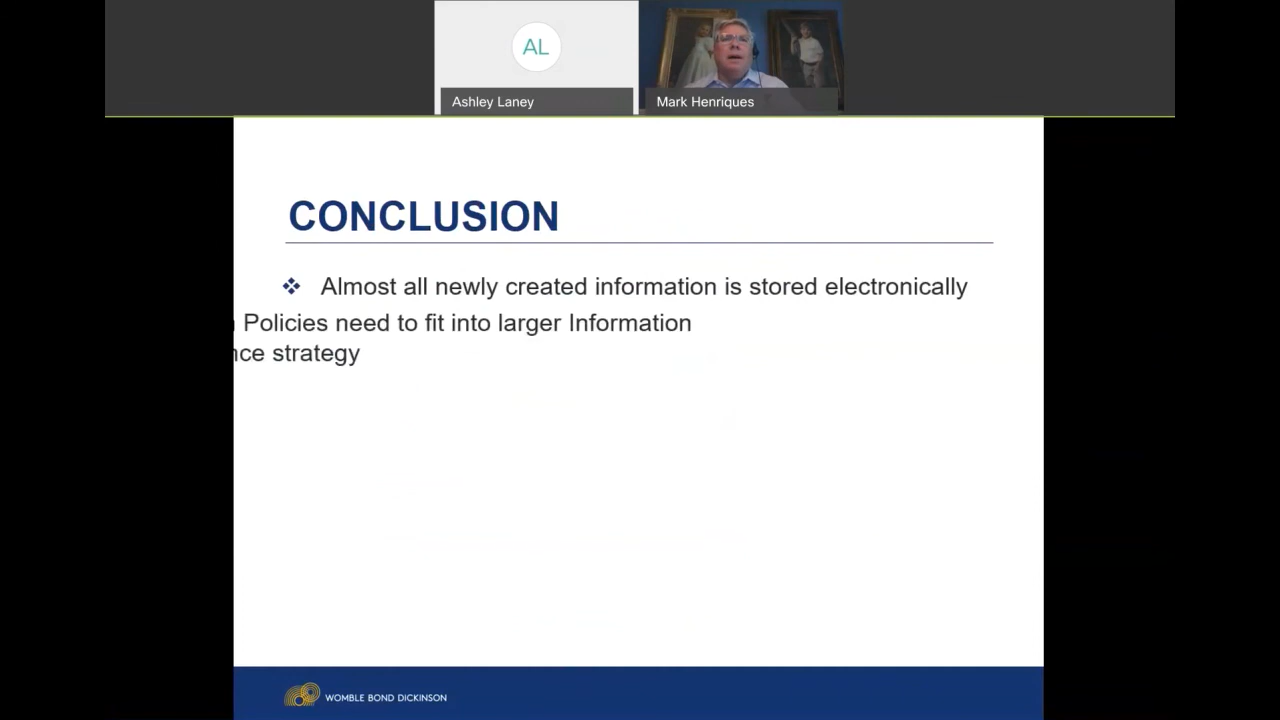 AL
Ashley Laney
Mark Henriques
CONCLUSION
Almost all newly created information is stored electronically
Policies need to fit into larger Information
strategy
WOMBLE BOND DICKINSON